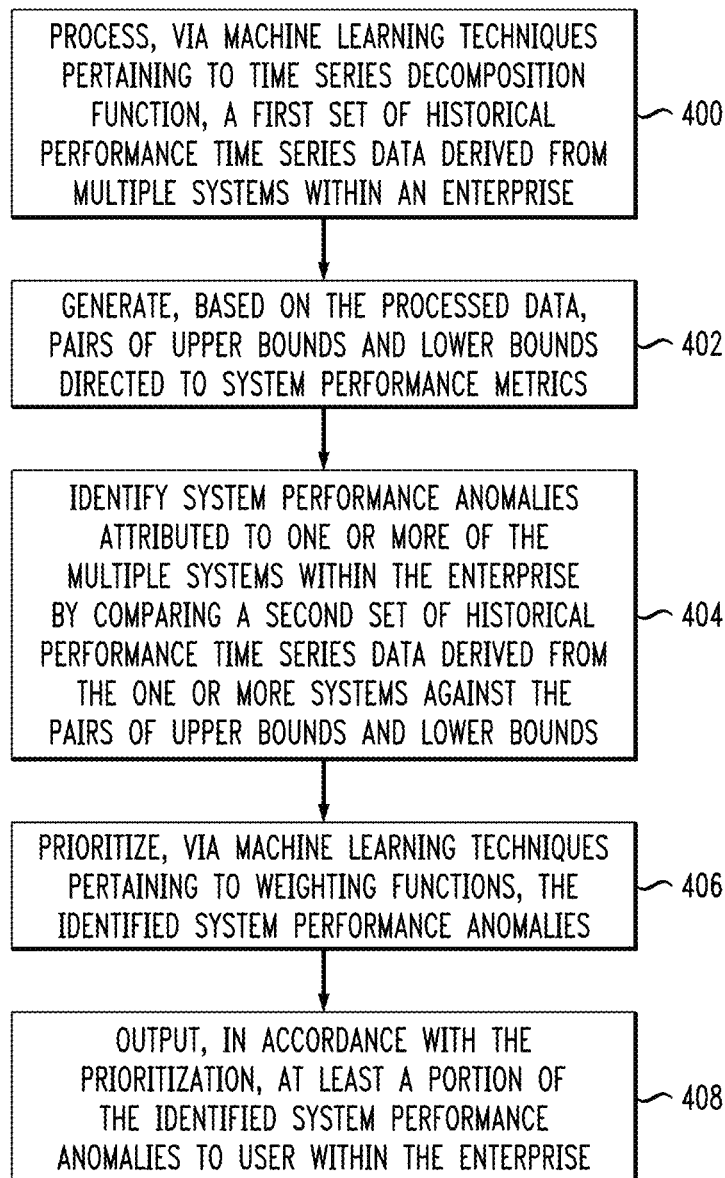 PROCESS, VIA MACHINE LEARNING TECHNIQUES
PERTAINING TO TIME SERIES DECOMPOSITION
FUNCTION, A FIRST SET OF HISTORICAL
PERFORMANCE TIME SERIES DATA DERIVED FROM
MULTIPLE SYSTEMS WITHIN AN ENTERPRISE
400
GENERATE, BASED ON THE PROCESSED DATA,
PAIRS OF UPPER BOUNDS AND LOWER BOUNDS
DIRECTED TO SYSTEM PERFORMANCE METRICS
402
IDENTIFY SYSTEM PERFORMANCE ANOMALIES
ATTRIBUTED TO ONE OR MORE OF THE
MULTIPLE SYSTEMS WITHIN THE ENTERPRISE
BY COMPARING A SECOND SET OF HISTORICAL
PERFORMANCE TIME SERIES DATA DERIVED FROM
THE ONE OR MORE SYSTEMS AGAINST THE
PAIRS OF UPPER BOUNDS AND LOWER BOUNDS
404
PRIORITIZE, VIA MACHINE LEARNING TECHNIQUES
PERTAINING TO WEIGHTING FUNCTIONS, THE
IDENTIFIED SYSTEM PERFORMANCE ANOMALIES
406
OUTPUT, IN ACCORDANCE WITH THE
PRIORITIZATION, AT LEAST A PORTION OF
THE IDENTIFIED SYSTEM PERFORMANCE
ANOMALIES TO USER WITHIN THE ENTERPRISE
408